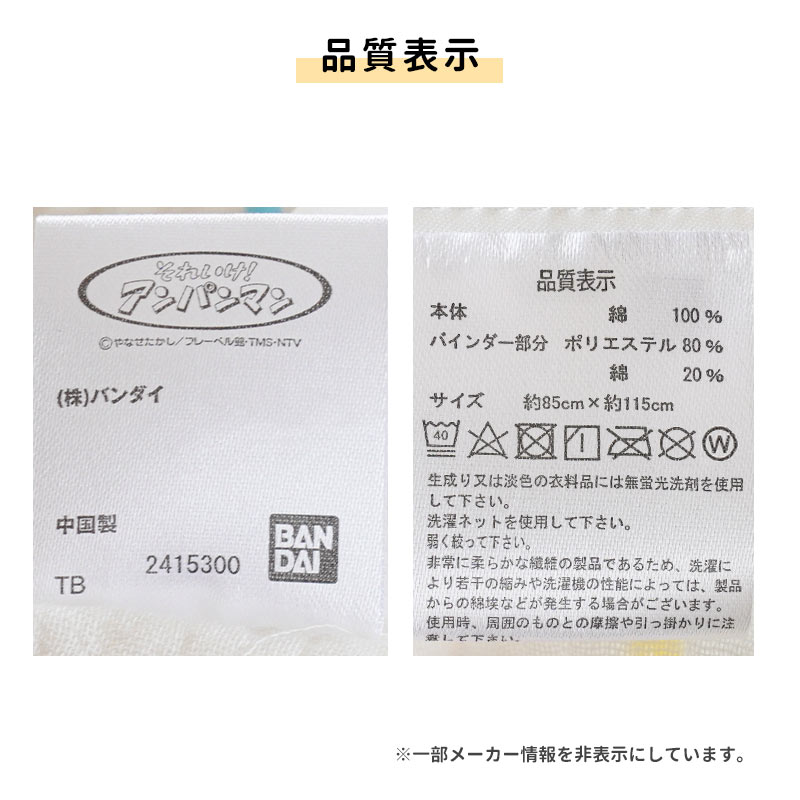 品質表示
それいけ!
アンパンマン
©やなせたかし/フレーベル館・TMS・NTV
(株)バンダイ
中国製
TB 2415300
BAN
DAI
品質表示
本体 綿 100%
バインダー部分 ポリエステル 80%
綿 20%
サイズ 約85cm×約115cm
40
W
生成り又は淡色の衣料品には無蛍光洗剤を使用
して下さい。
洗濯ネットを使用して下さい。
弱く絞って下さい。
非常に柔らかな繊維の製品であるため、洗濯に
より若干の縮みや洗濯機の性能によっては、製品
からの綿埃などが発生する場合がございます。
使用時、周囲のものとの摩擦や引っ掛かりに注
意して下さい。
※一部メーカー情報を非表示にしています。